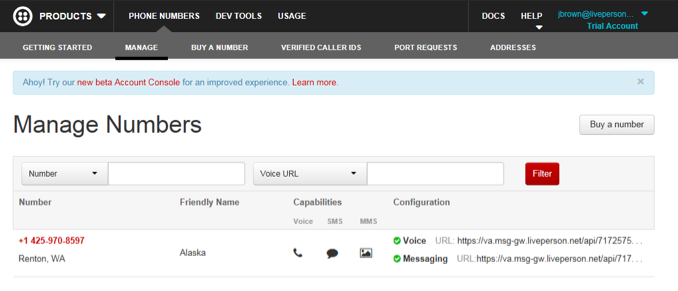 PRODUCTS PHONE NUMBERS DEV TOOLS USAGE DOCS HELP jbrown@liveperson...
Trial Account
GETTING STARTED MANAGE BUY A NUMBER VERIFIED CALLER IDS PORT REQUESTS ADDRESSES
Ahoy! Try our new beta Account Console for an improved experience. Learn more. ×
Manage Numbers Buy a number
Number Voice URL Filter
Number Friendly Name Capabilities Configuration
Voice SMS MMS
+1 425-970-8597 Voice URL: https://va.msg-gw.liveperson.net/api/7172575...
Renton, WA Alaska Messaging URL:https://va.msg-gw.liveperson.net/api/717...